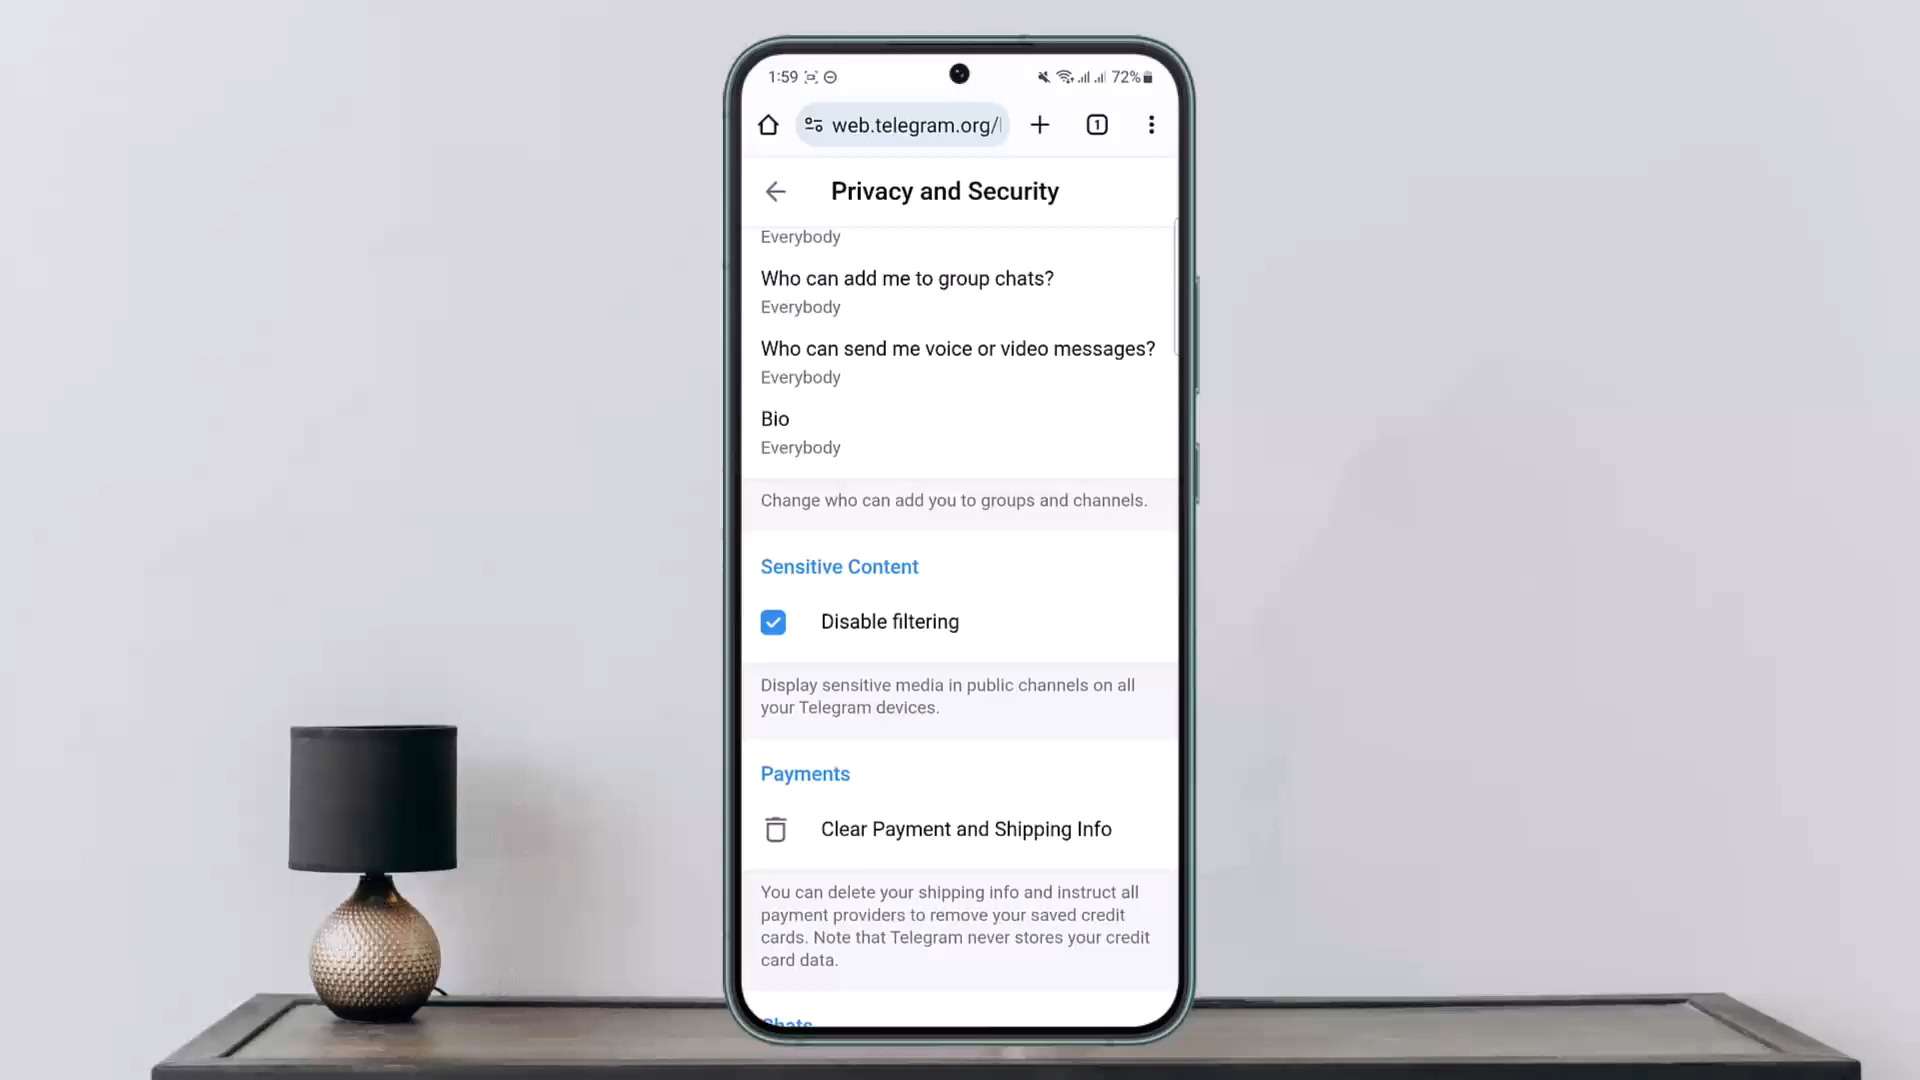 1:59 72%
web.telegram.org/ 1
Privacy and Security
Everybody
Who can add me to group chats?
Everybody
Who can send me voice or video messages?
Everybody
Bio
Everybody
Change who can add you to groups and channels.
Sensitive Content
Disable filtering
Display sensitive media in public channels on all
your Telegram devices.
Payments
Clear Payment and Shipping Info
You can delete your shipping info and instruct all
payment providers to remove your saved credit
cards. Note that Telegram never stores your credit
card data.
Chats